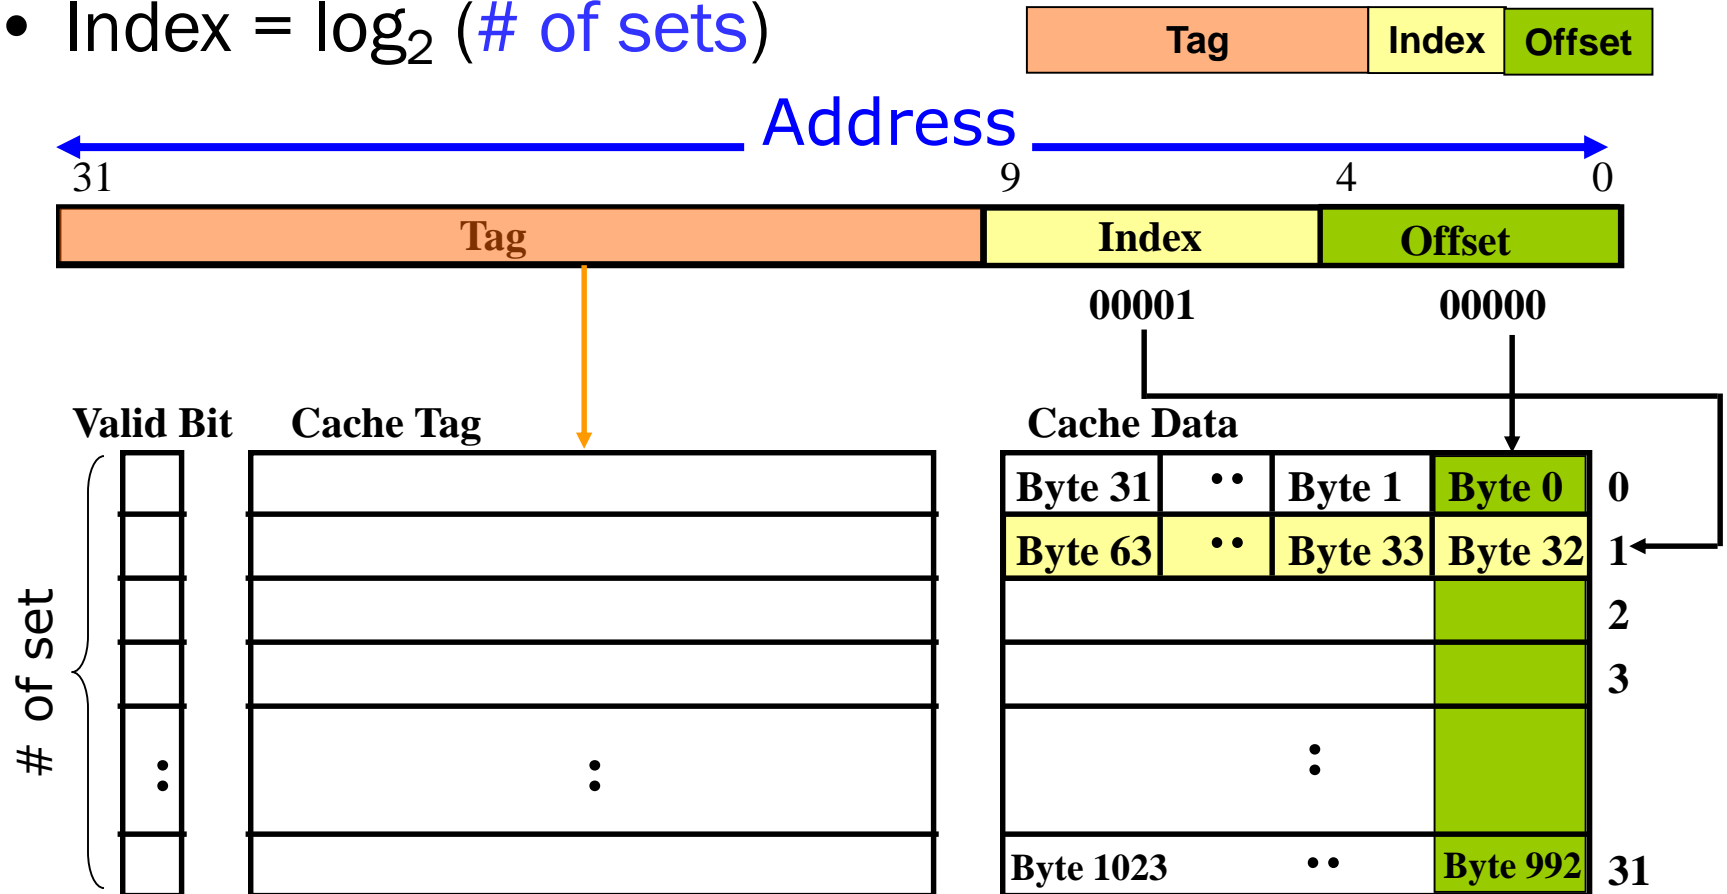 • Index = log₂ (# of sets)
Tag Index Offset
Address
31 9 4 0
Tag Index Offset
00001 00000
Valid Bit Cache Tag Cache Data
Byte 31 •• Byte 1 Byte 0 0
Byte 63 •• Byte 33 Byte 32 1
2
3
# of set
: : :
Byte 1023 •• Byte 992 31